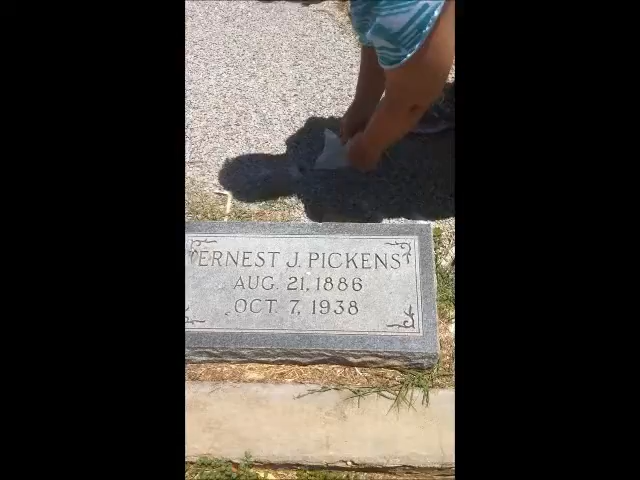 ERNEST J. PICKENS
AUG. 21, 1886
OCT. 7, 1938